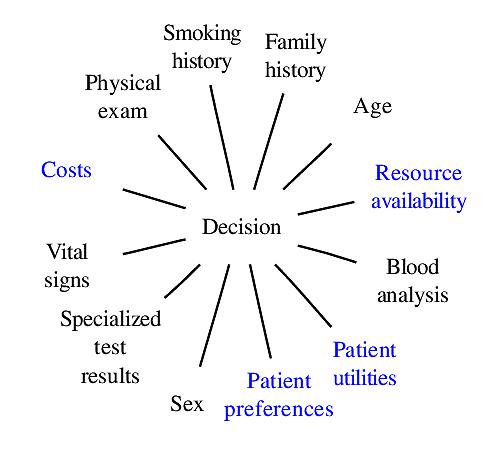 Smoking
history
Family
history
Physical
exam
Age
Costs
Resource
availability
Decision
Vital
signs
Blood
analysis
Specialized
test
results
Patient
utilities
Sex
Patient
preferences